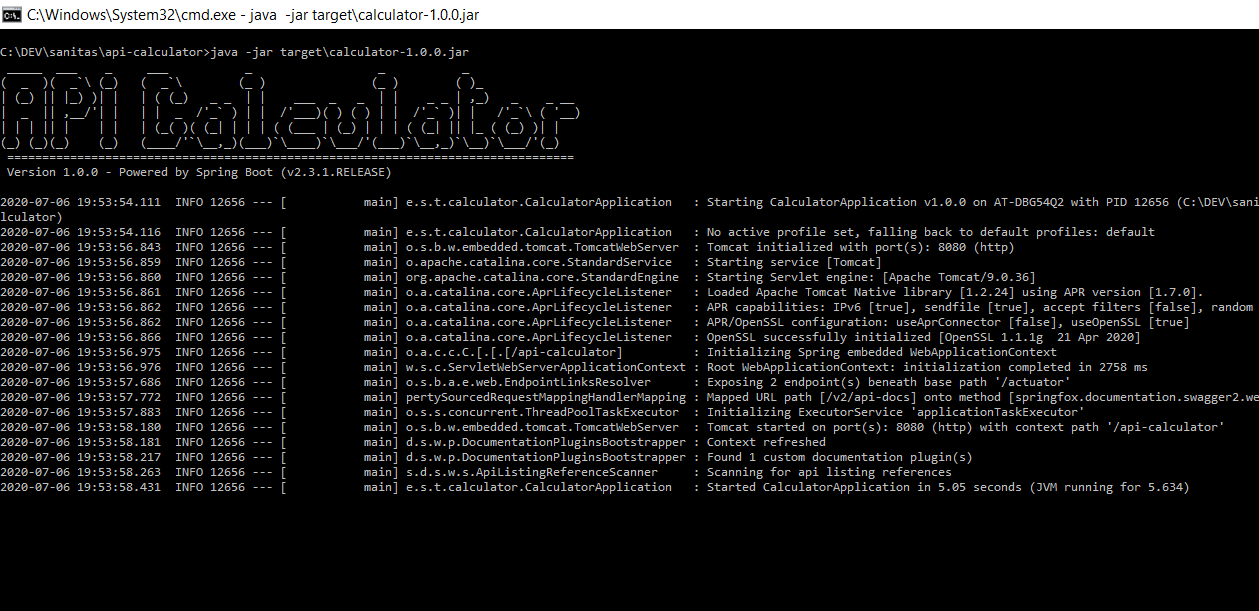 C:\Windows\System32\cmd.exe - java  -jar target\calculator-1.0.0.jar
C:\DEV\sanitas\api-calculator>java -jar target\calculator-1.0.0.jar
API Calculator
=================================================================================
Version 1.0.0 - Powered by Spring Boot (v2.3.1.RELEASE)
2020-07-06 19:53:54.111  INFO 12656 --- [           main] e.s.t.calculator.CalculatorApplication   : Starting CalculatorApplication v1.0.0 on AT-DBG54Q2 with PID 12656 (C:\DEV\sani
lculator)
2020-07-06 19:53:54.116  INFO 12656 --- [           main] e.s.t.calculator.CalculatorApplication   : No active profile set, falling back to default profiles: default
2020-07-06 19:53:56.843  INFO 12656 --- [           main] o.s.b.w.embedded.tomcat.TomcatWebServer  : Tomcat initialized with port(s): 8080 (http)
2020-07-06 19:53:56.859  INFO 12656 --- [           main] o.apache.catalina.core.StandardService   : Starting service [Tomcat]
2020-07-06 19:53:56.860  INFO 12656 --- [           main] org.apache.catalina.core.StandardEngine  : Starting Servlet engine: [Apache Tomcat/9.0.36]
2020-07-06 19:53:56.861  INFO 12656 --- [           main] o.a.catalina.core.AprLifecycleListener   : Loaded Apache Tomcat Native library [1.2.24] using APR version [1.7.0].
2020-07-06 19:53:56.862  INFO 12656 --- [           main] o.a.catalina.core.AprLifecycleListener   : APR capabilities: IPv6 [true], sendfile [true], accept filters [false], random
2020-07-06 19:53:56.862  INFO 12656 --- [           main] o.a.catalina.core.AprLifecycleListener   : APR/OpenSSL configuration: useAprConnector [false], useOpenSSL [true]
2020-07-06 19:53:56.866  INFO 12656 --- [           main] o.a.catalina.core.AprLifecycleListener   : OpenSSL successfully initialized [OpenSSL 1.1.1g  21 Apr 2020]
2020-07-06 19:53:56.975  INFO 12656 --- [           main] o.a.c.c.C.[.[.[/api-calculator]          : Initializing Spring embedded WebApplicationContext
2020-07-06 19:53:56.976  INFO 12656 --- [           main] w.s.c.ServletWebServerApplicationContext : Root WebApplicationContext: initialization completed in 2758 ms
2020-07-06 19:53:57.686  INFO 12656 --- [           main] o.s.b.a.e.web.EndpointLinksResolver      : Exposing 2 endpoint(s) beneath base path '/actuator'
2020-07-06 19:53:57.772  INFO 12656 --- [           main] pertySourcedRequestMappingHandlerMapping : Mapped URL path [/v2/api-docs] onto method [springfox.documentation.swagger2.we
2020-07-06 19:53:57.883  INFO 12656 --- [           main] o.s.s.concurrent.ThreadPoolTaskExecutor  : Initializing ExecutorService 'applicationTaskExecutor'
2020-07-06 19:53:58.180  INFO 12656 --- [           main] o.s.b.w.embedded.tomcat.TomcatWebServer  : Tomcat started on port(s): 8080 (http) with context path '/api-calculator'
2020-07-06 19:53:58.181  INFO 12656 --- [           main] d.s.w.p.DocumentationPluginsBootstrapper : Context refreshed
2020-07-06 19:53:58.217  INFO 12656 --- [           main] d.s.w.p.DocumentationPluginsBootstrapper : Found 1 custom documentation plugin(s)
2020-07-06 19:53:58.263  INFO 12656 --- [           main] s.d.s.w.s.ApiListingReferenceScanner     : Scanning for api listing references
2020-07-06 19:53:58.431  INFO 12656 --- [           main] e.s.t.calculator.CalculatorApplication   : Started CalculatorApplication in 5.05 seconds (JVM running for 5.634)